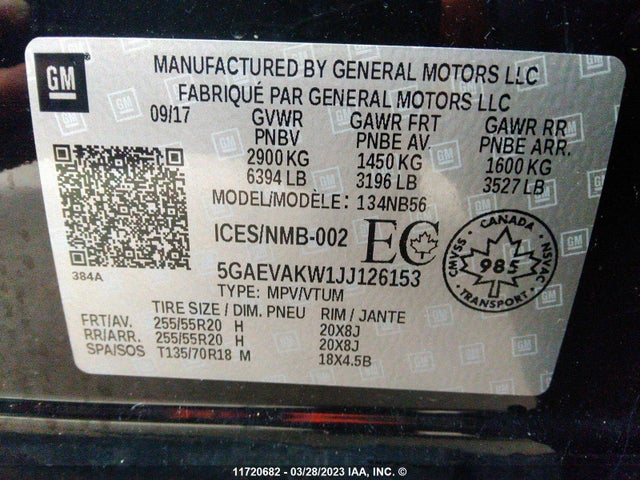 GM
MANUFACTURED BY GENERAL MOTORS LLC
FABRIQUÉ PAR GENERAL MOTORS LLC
09/17 GVWR GAWR FRT GAWR RR
PNBV PNBE AV. PNBE ARR.
2900 KG 1450 KG 1600 KG
6394 LB 3196 LB 3527 LB
MODEL/MODÈLE: 134NB56
ICES/NMB-002 EC
384A
5GAEVAKW1JJ126153
TYPE: MPV/VTUM
CANADA
CMVSS 985 NSVAC
TRANSPORT
TIRE SIZE / DIM. PNEU RIM / JANTE
FRT/AV. 255/55R20 H 20X8J
RR/ARR. 255/55R20 H 20X8J
SPA/SOS T135/70R18 M 18X4.5B
11720682 - 03/28/2023 IAA, INC. ©